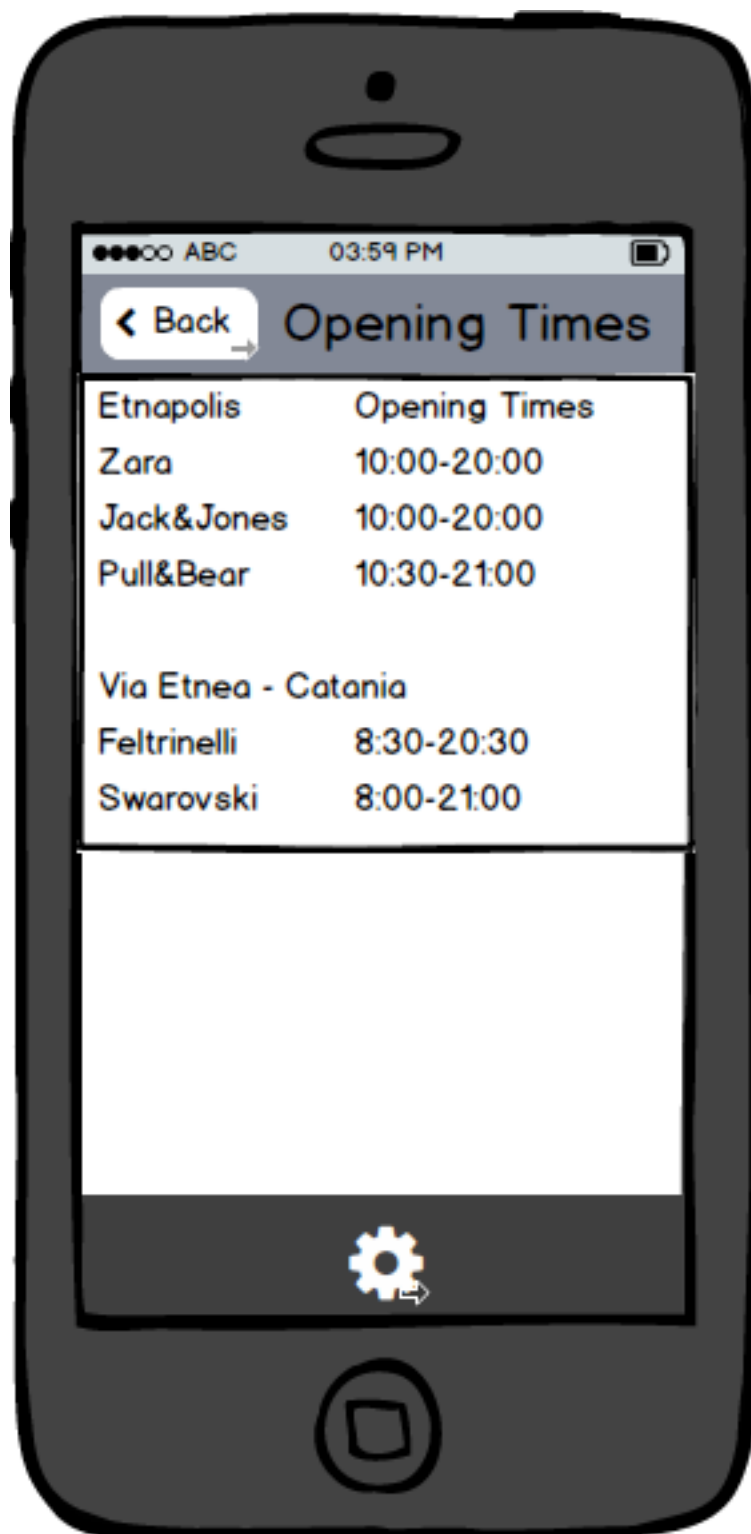 ABC 03:59 PM
Back Opening Times
Etnapolis Opening Times
Zara 10:00-20:00
Jack&Jones 10:00-20:00
Pull&Bear 10:30-21:00
Via Etnea - Catania
Feltrinelli 8:30-20:30
Swarovski 8:00-21:00